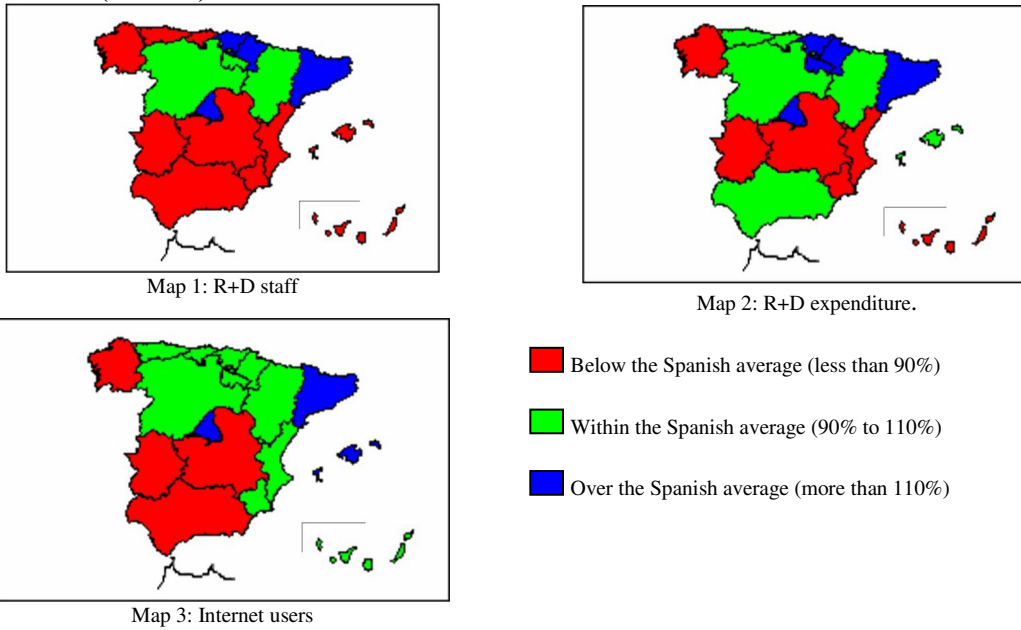 Map 1: R+D staff
Map 2: R+D expenditure.
Below the Spanish average (less than 90%)
Within the Spanish average (90% to 110%)
Over the Spanish average (more than 110%)
Map 3: Internet users